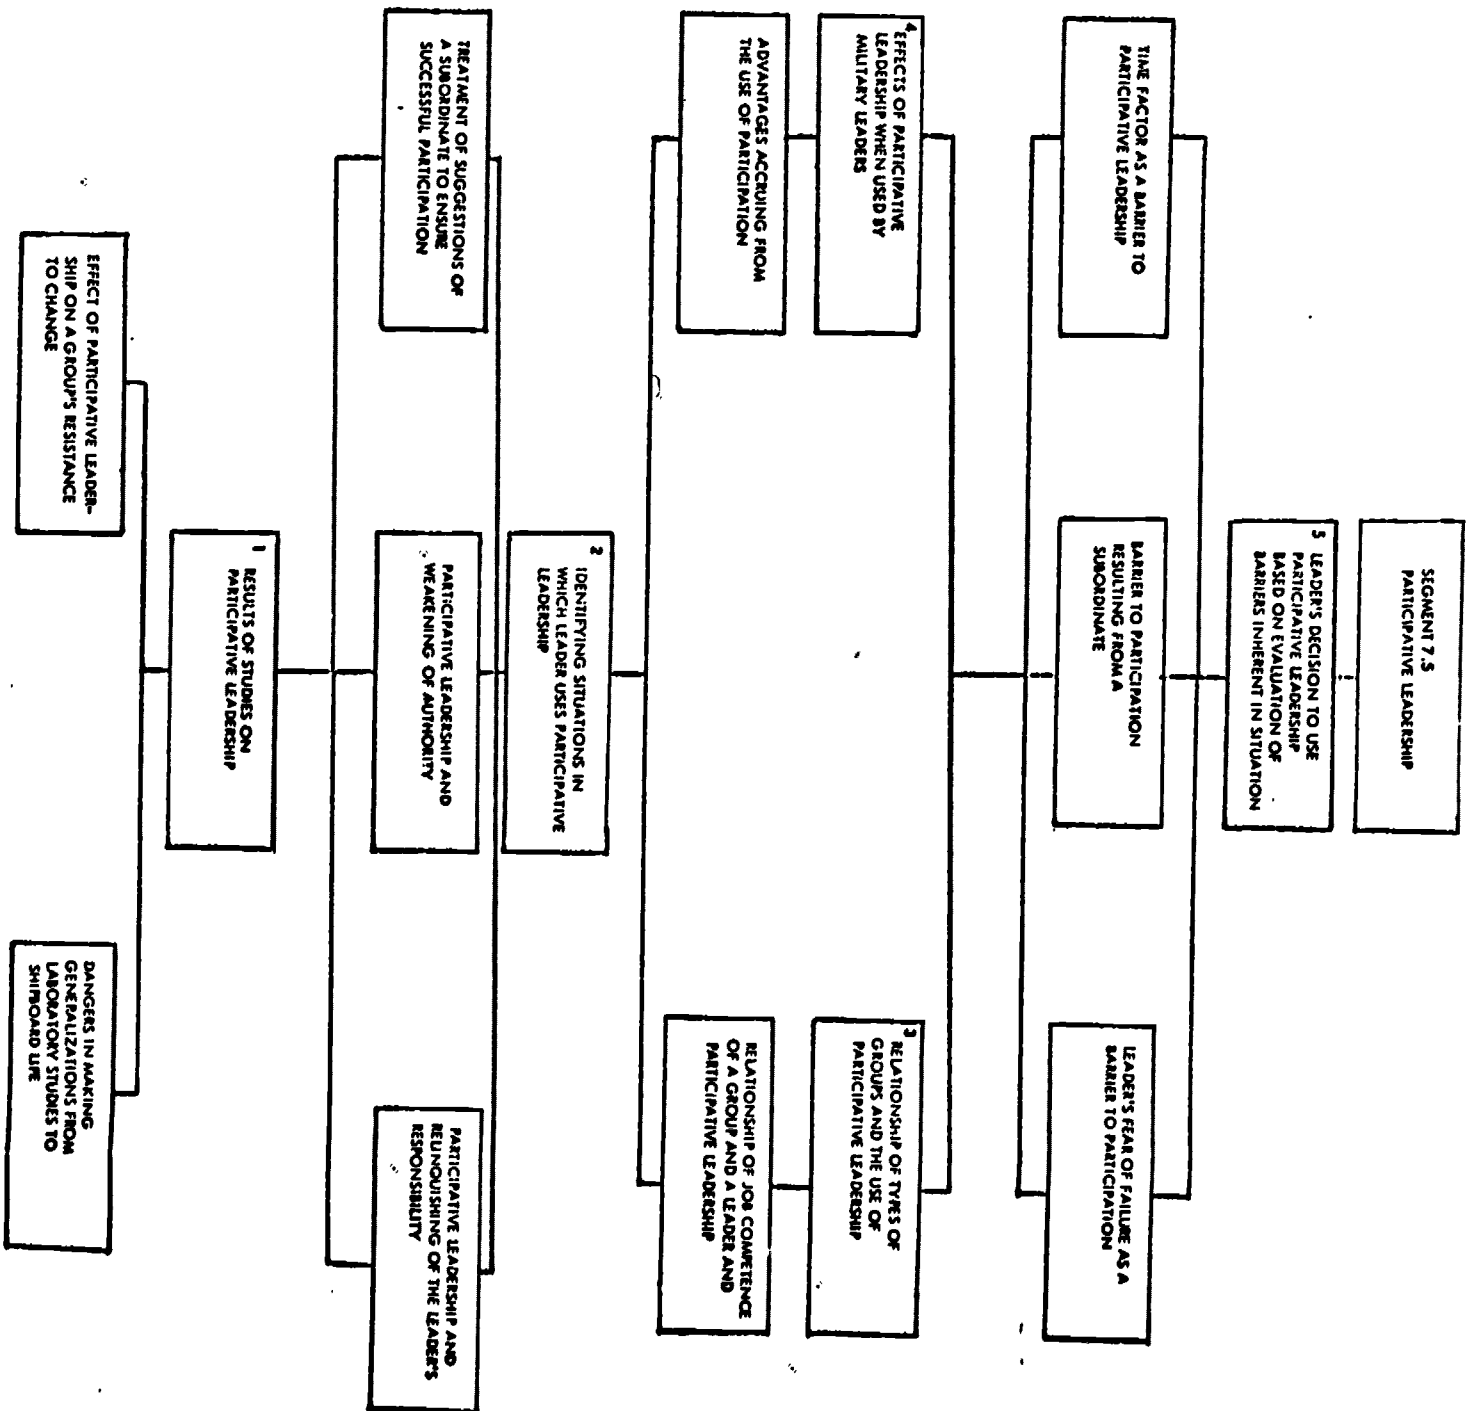 SEGMENT 7.5
PARTICIPATIVE LEADERSHIP
5 LEADER'S DECISION TO USE
PARTICIPATIVE LEADERSHIP
BASED ON EVALUATION OF
BARRIERS INHERENT IN SITUATION
TIME FACTOR AS A BARRIER TO
PARTICIPATIVE LEADERSHIP
BARRIER TO PARTICIPATION
RESULTING FROM A
SUBORDINATE
LEADER'S FEAR OF FAILURE AS A
BARRIER TO PARTICIPATION
4 EFFECTS OF PARTICIPATIVE
LEADERSHIP WHEN USED BY
MILITARY LEADERS
3 RELATIONSHIP OF TYPES OF
GROUPS AND THE USE OF
PARTICIPATIVE LEADERSHIP
ADVANTAGES ACCRUING FROM
THE USE OF PARTICIPATION
RELATIONSHIP OF JOB COMPETENCE
OF A GROUP AND A LEADER AND
PARTICIPATIVE LEADERSHIP
2 IDENTIFYING SITUATIONS IN
WHICH LEADER USES PARTICIPATIVE
LEADERSHIP
TREATMENT OF SUGGESTIONS OF
A SUBORDINATE TO ENSURE
SUCCESSFUL PARTICIPATION
PARTICIPATIVE LEADERSHIP AND
WEAKENING OF AUTHORITY
PARTICIPATIVE LEADERSHIP AND
RELINQUISHING OF THE LEADER'S
RESPONSIBILITY
1 RESULTS OF STUDIES ON
PARTICIPATIVE LEADERSHIP
EFFECT OF PARTICIPATIVE LEADER-
SHIP ON A GROUP'S RESISTANCE
TO CHANGE
DANGERS IN MAKING
GENERALIZATIONS FROM
LABORATORY STUDIES TO
SHIPBOARD LIFE